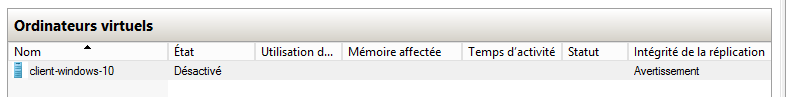 Ordinateurs virtuels
Nom État Utilisation d... Mémoire affectée Temps d'activité Statut Intégrité de la réplication
client-windows-10 Désactivé Avertissement